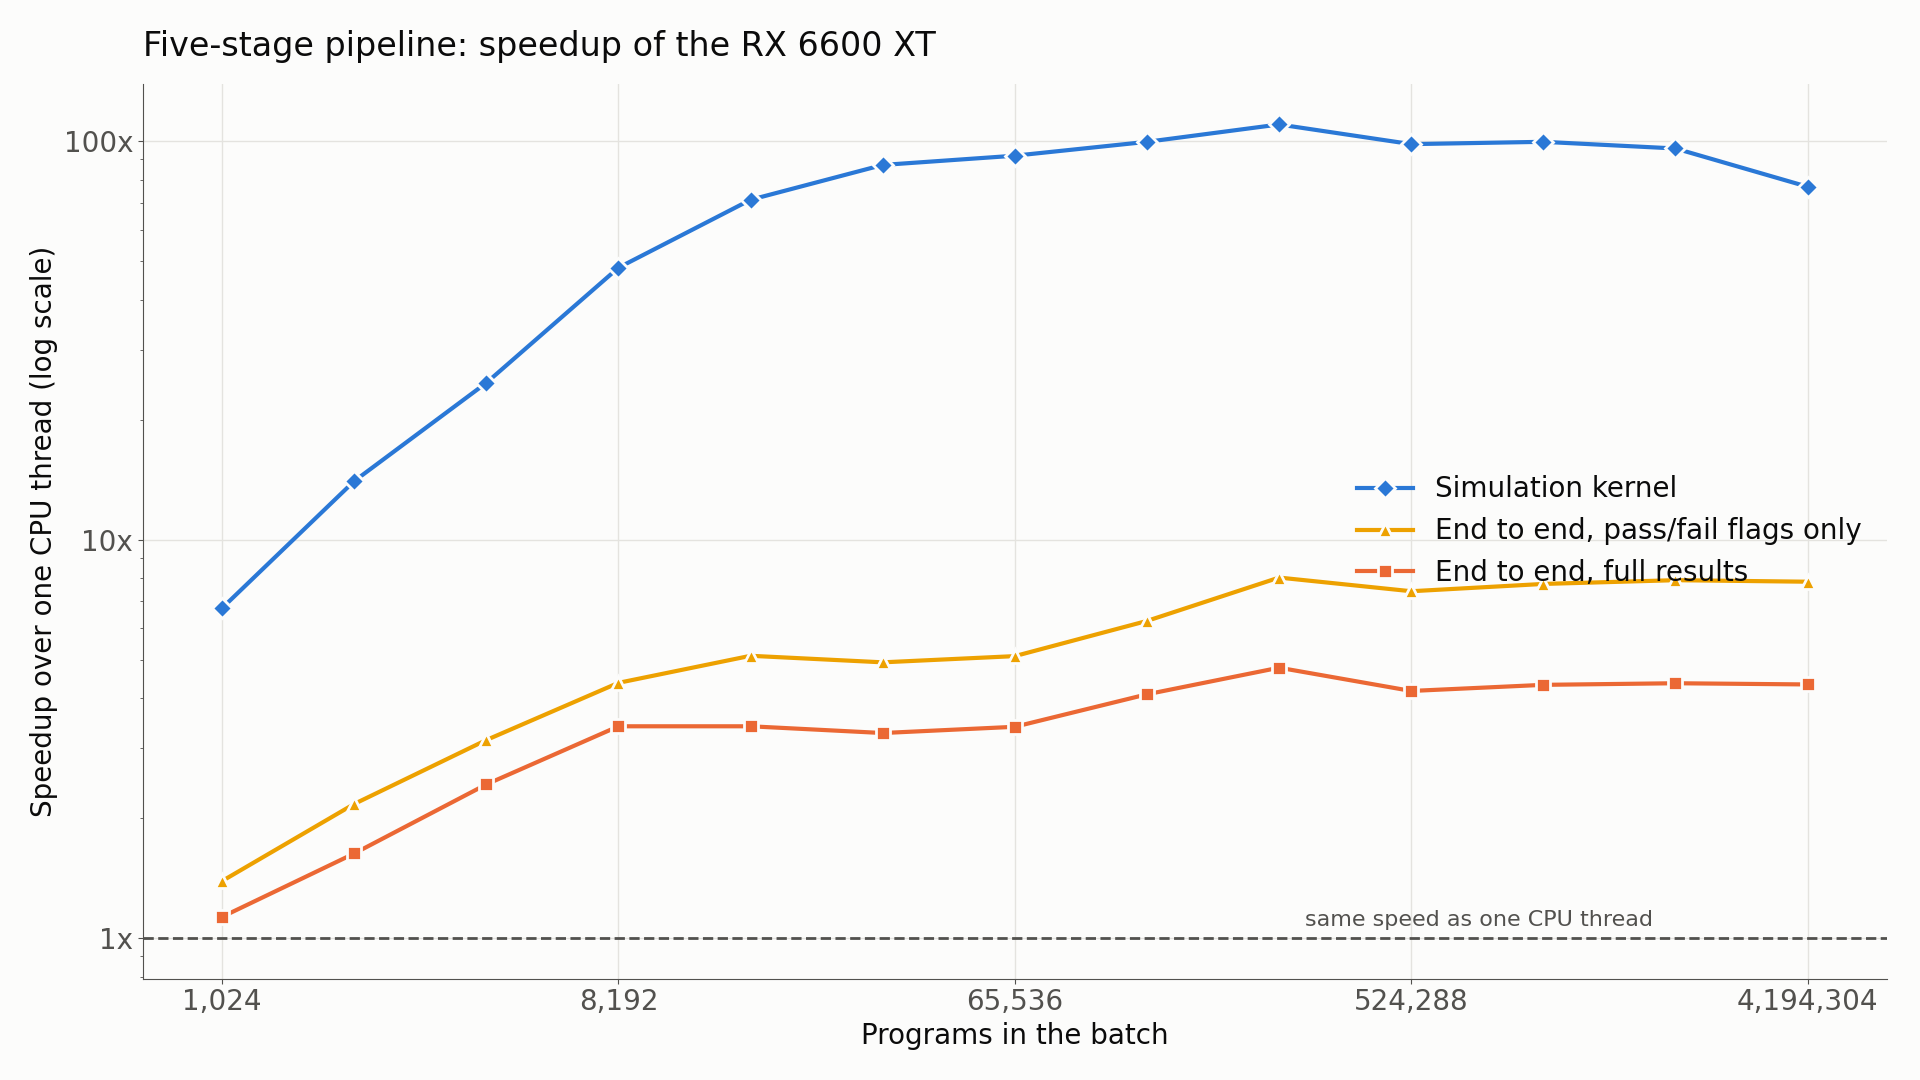 Five-stage pipeline: speedup of the RX 6600 XT
Speedup over one CPU thread (log scale)
100x
10x
1x
Simulation kernel
End to end, pass/fail flags only
End to end, full results
same speed as one CPU thread
1,024
8,192
65,536
524,288
4,194,304
Programs in the batch